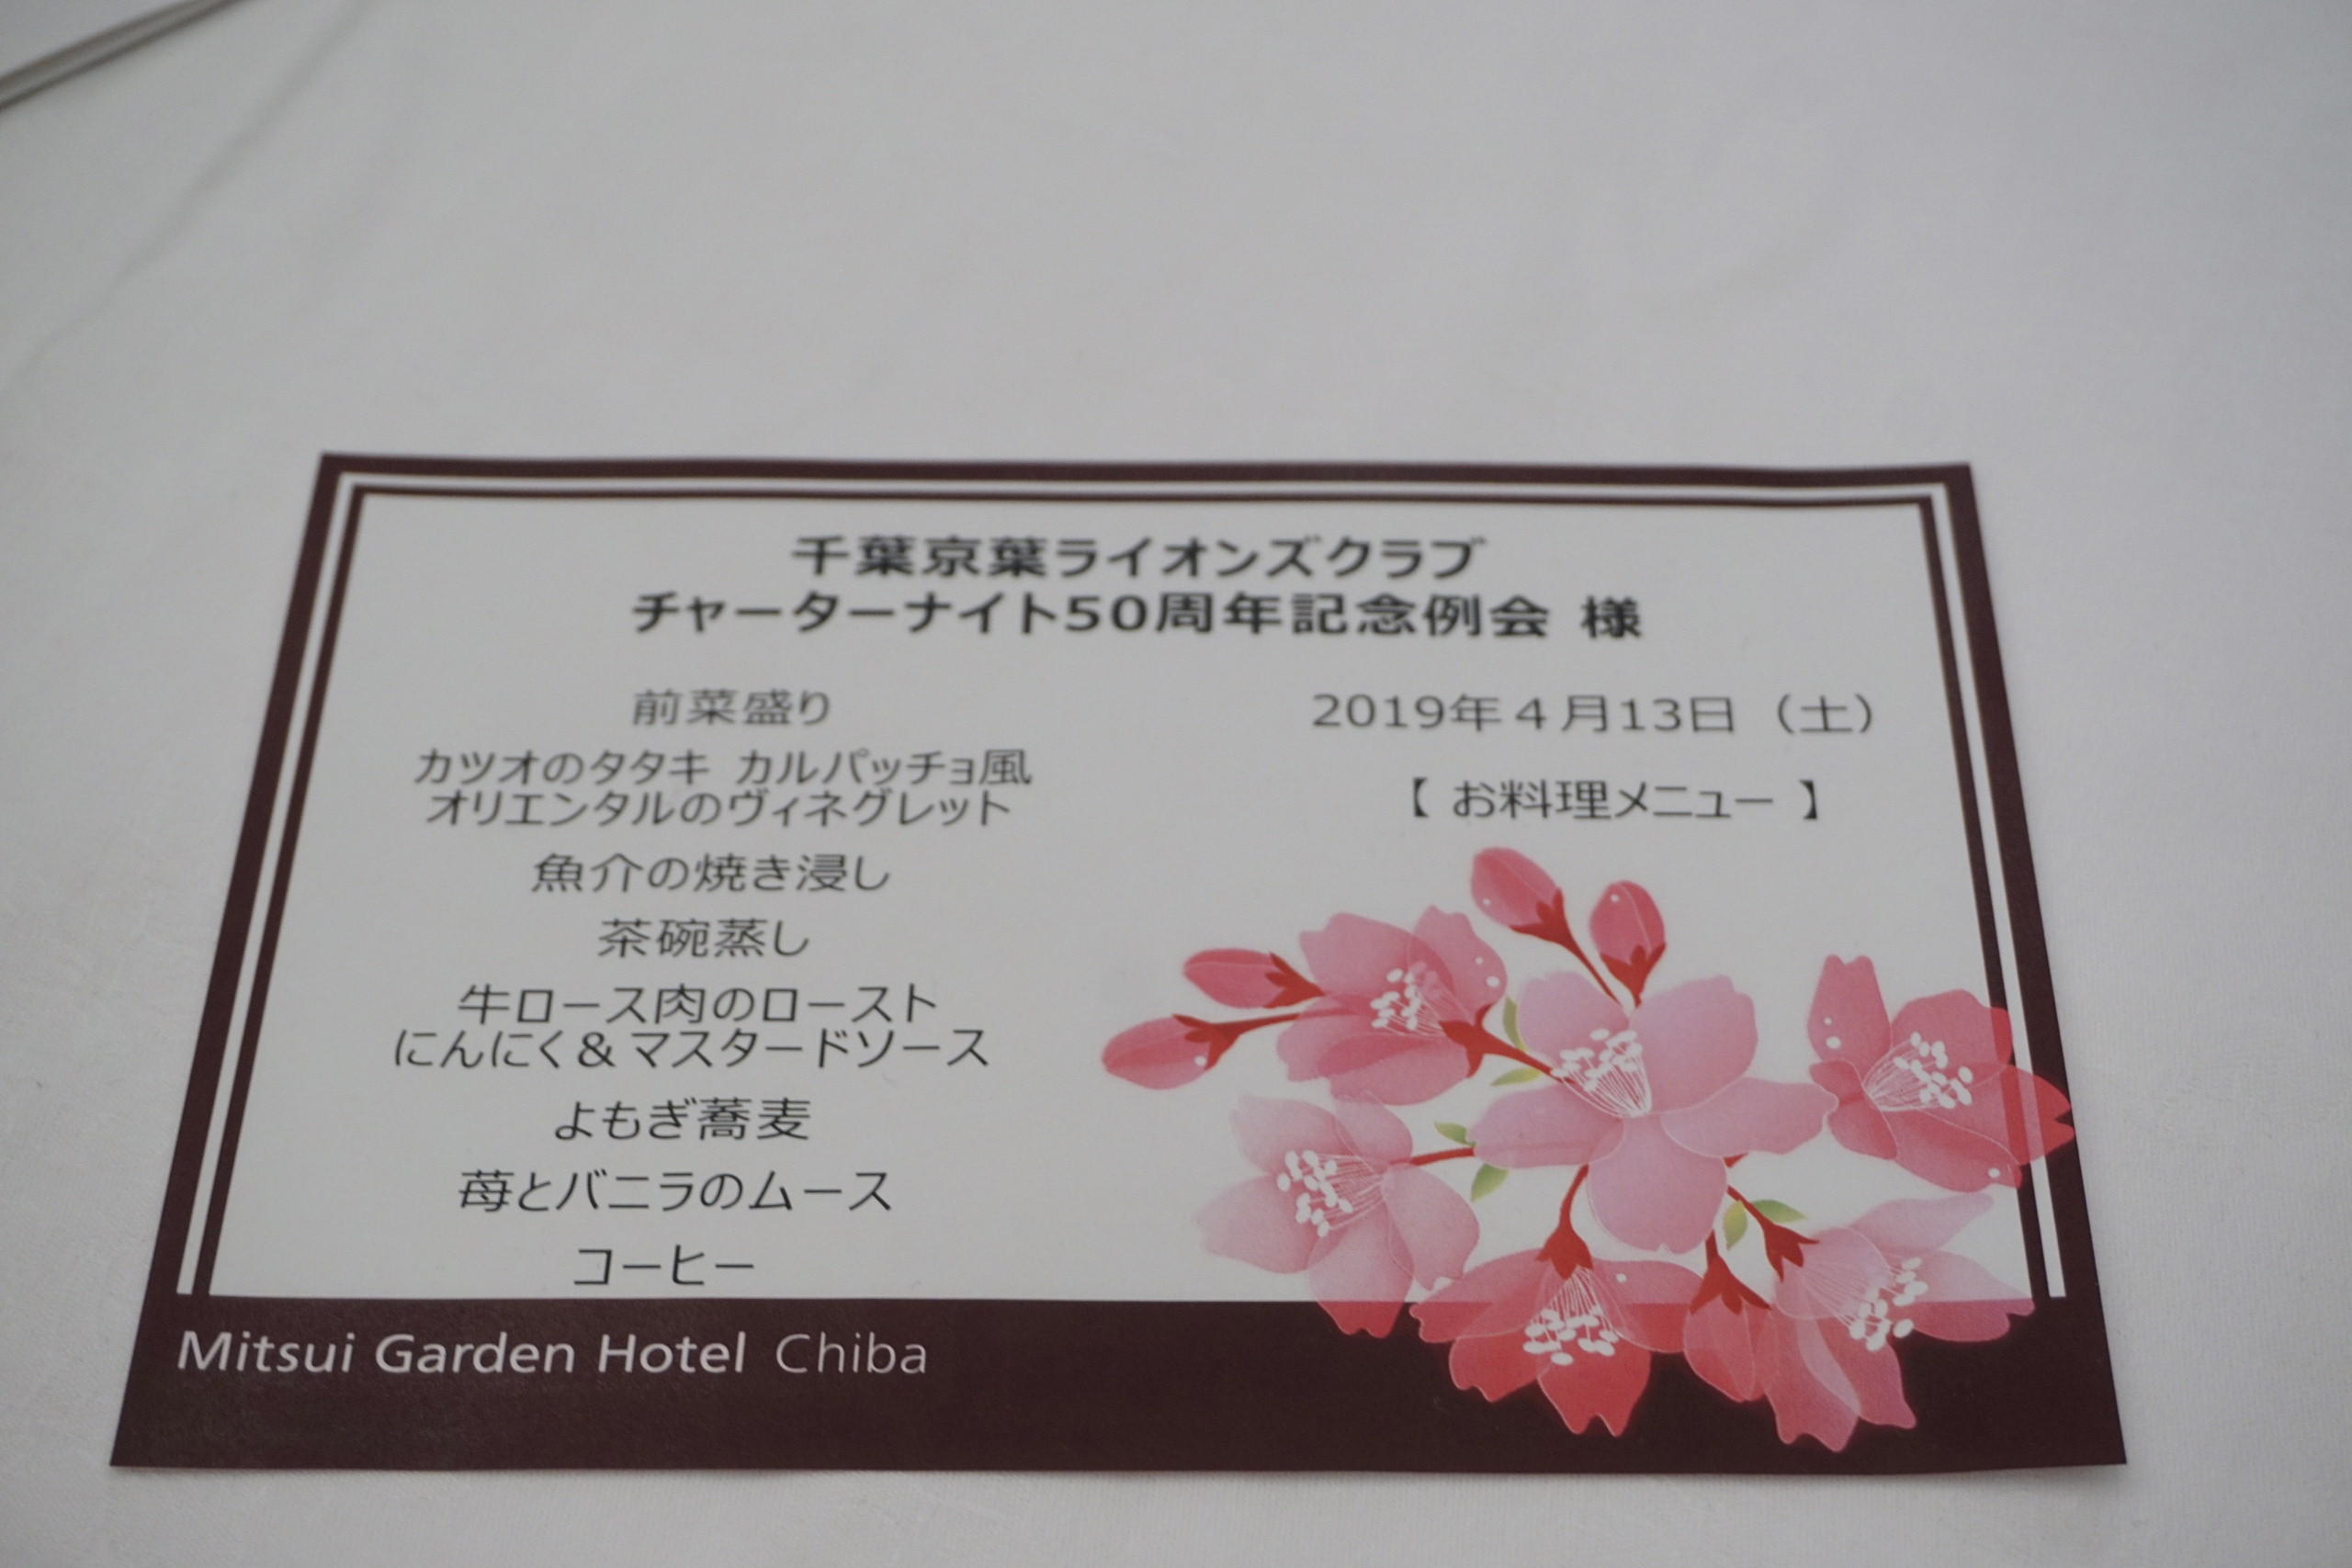 千葉京葉ライオンズクラブ
チャーターナイト50周年記念例会 様
前菜盛り
カツオのタタキ カルパッチョ風
オリエンタルのヴィネグレット
魚介の焼き浸し
茶碗蒸し
牛ロース肉のロースト
にんにく＆マスタードソース
よもぎ蕎麦
苺とバニラのムース
コーヒー
2019年４月13日（土）
【 お料理メニュー 】
Mitsui Garden Hotel Chiba